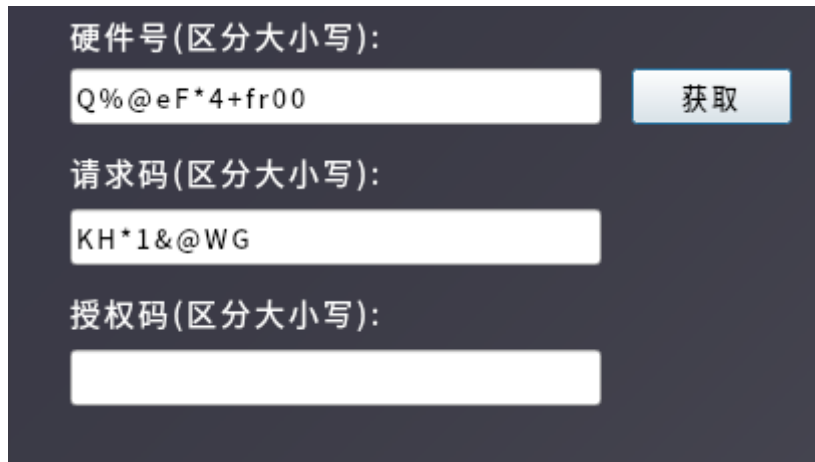 硬件号(区分大小写):
Q%@eF*4+fr00
获取
请求码(区分大小写):
KH*1&@WG
授权码(区分大小写):